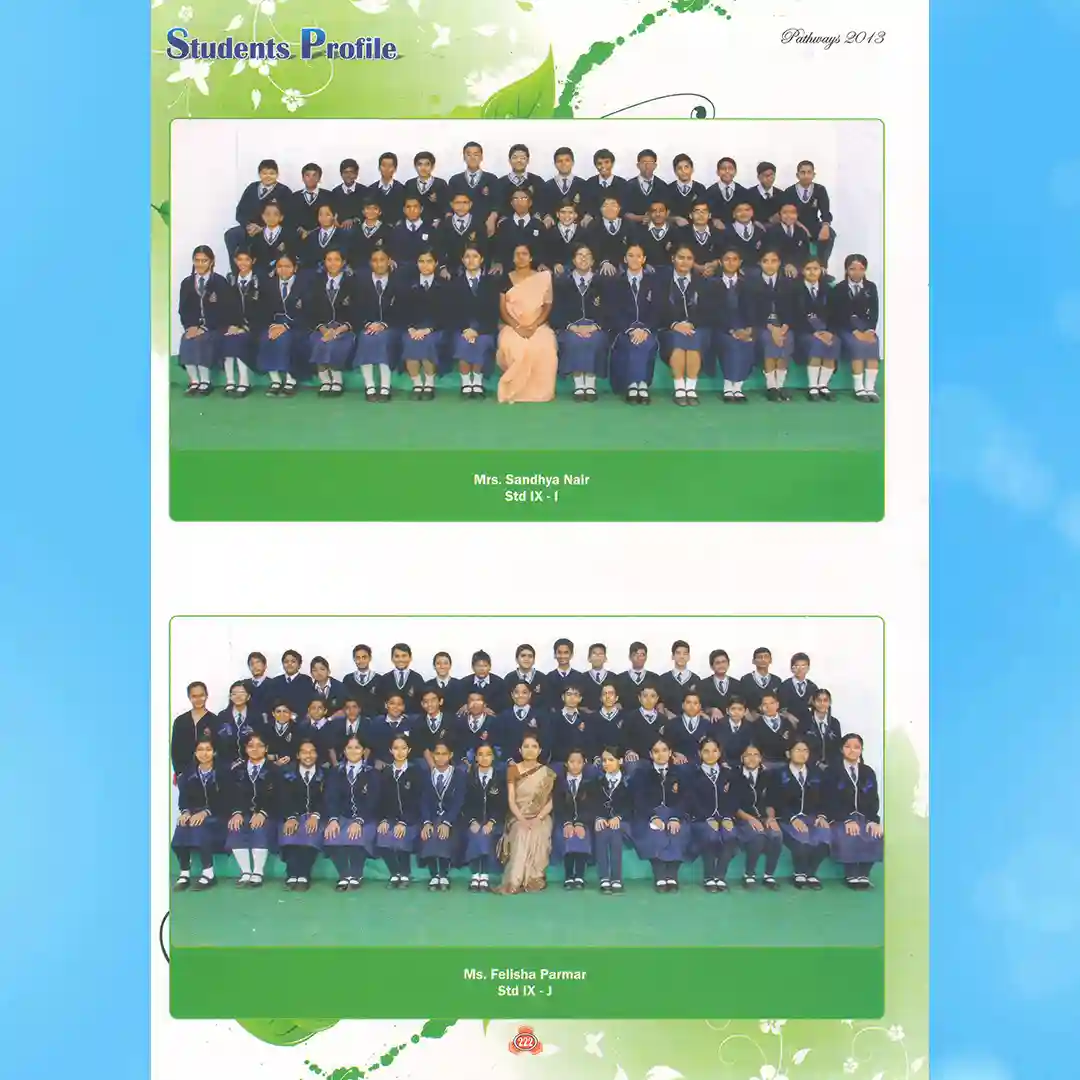 Students Profile
Pathways 2013
Mrs. Sandhya Nair
Std IX - I
Ms. Felisha Parmar
Std IX - J
222